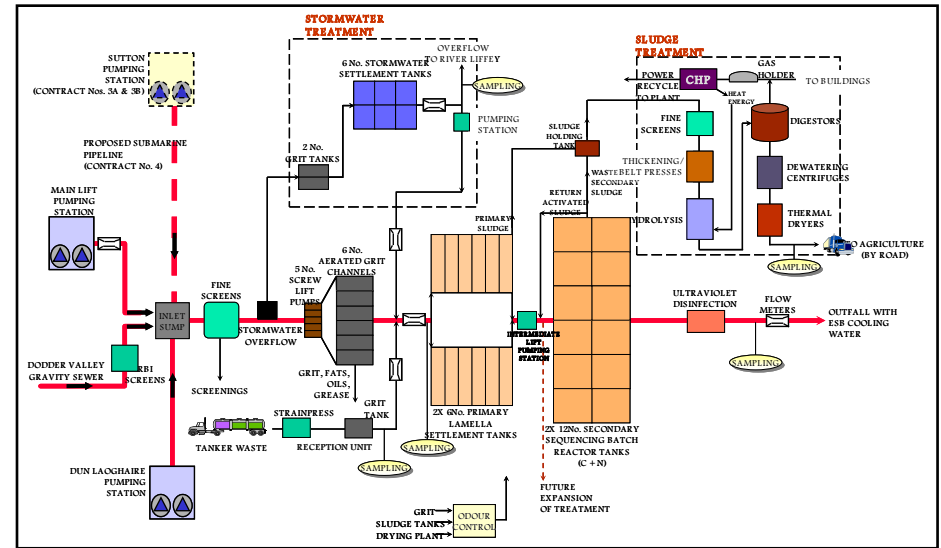 STORMWATER
TREATMENT
SUTTON
PUMPING
STATION
(CONTRACT Nos. 3A & 3B)
6 No. STORMWATER
SETTLEMENT TANKS
OVERFLOW
TO RIVER LIFFEY
SAMPLING
PUMPING
STATION
2 No.
GRIT TANKS
SLUDGE
TREATMENT
POWER
RECYCLE
TO PLANT
CHP
GAS
HOLDER
TO BUILDINGS
HEAT
ENERGY
FINE
SCREENS
DIGESTORS
SLUDGE
HOLDING
TANK
THICKENING/
BELT PRESSES
DEWATERING
CENTRIFUGES
WASTE
SECONDARY
SLUDGE
RETURN
ACTIVATED
SLUDGE
YDROLYSIS
THERMAL
DRYERS
O AGRICULTURE
(BY ROAD)
SAMPLING
PROPOSED SUBMARINE
PIPELINE
(CONTRACT No. 4)
MAIN LIFT
PUMPING
STATION
PRIMARY
SLUDGE
6 No.
AERATED GRIT
CHANNELS
5 No.
SCREW
LIFT
PUMPS
FINE
SCREENS
INLET
SUMP
STORMWATER
OVERFLOW
INTERMEDIATE
LIFT
PUMPING
STATION
ULTRAVIOLET
DISINFECTION
FLOW
METERS
OUTFALL WITH
ESB COOLING
WATER
SAMPLING
DODDER VALLEY
GRAVITY SEWER
RBI
SCREENS
SCREENINGS
GRIT, FATS,
OILS,
GREASE
GRIT
TANK
STRAINPRESS
TANKER WASTE
RECEPTION UNIT
SAMPLING
SAMPLING
2X 6No. PRIMARY
LAMELLA
SETTLEMENT TANKS
2X 12No. SECONDARY
SEQUENCING BATCH
REACTOR TANKS
(C + N)
DUN LAOGHAIRE
PUMPING
STATION
FUTURE
EXPANSION
OF TREATMENT
GRIT
SLUDGE TANKS
DRYING PLANT
ODOUR
CONTROL